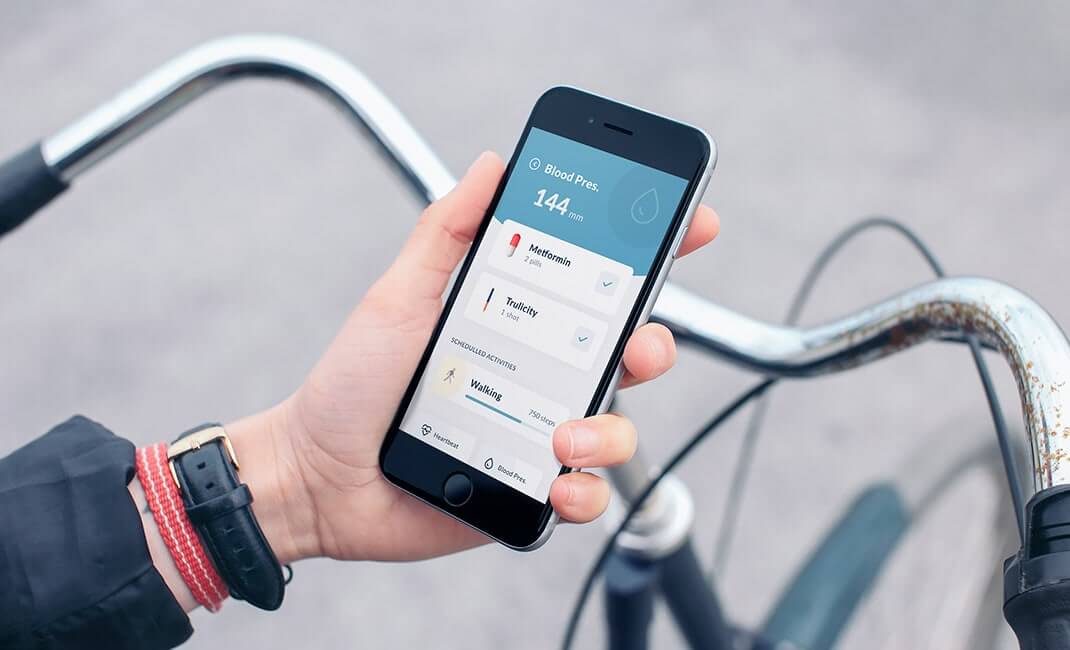 Blood Pres.
144 mm
Metformin
2 pills
Trulicity
1 shot
SCHEDULLED ACTIVITIES
Walking
750 steps
Heartbeat
Blood Pres.